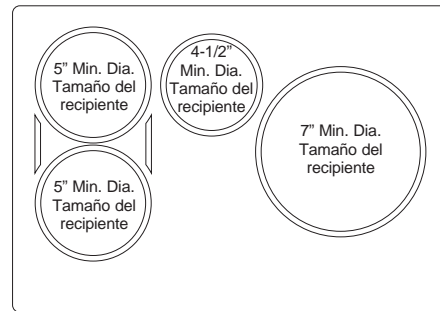 5” Min. Dia.
Tamaño del
recipiente
4-1/2”
Min. Dia.
Tamaño del
recipiente
7” Min. Dia.
Tamaño del
recipiente
5” Min. Dia.
Tamaño del
recipiente